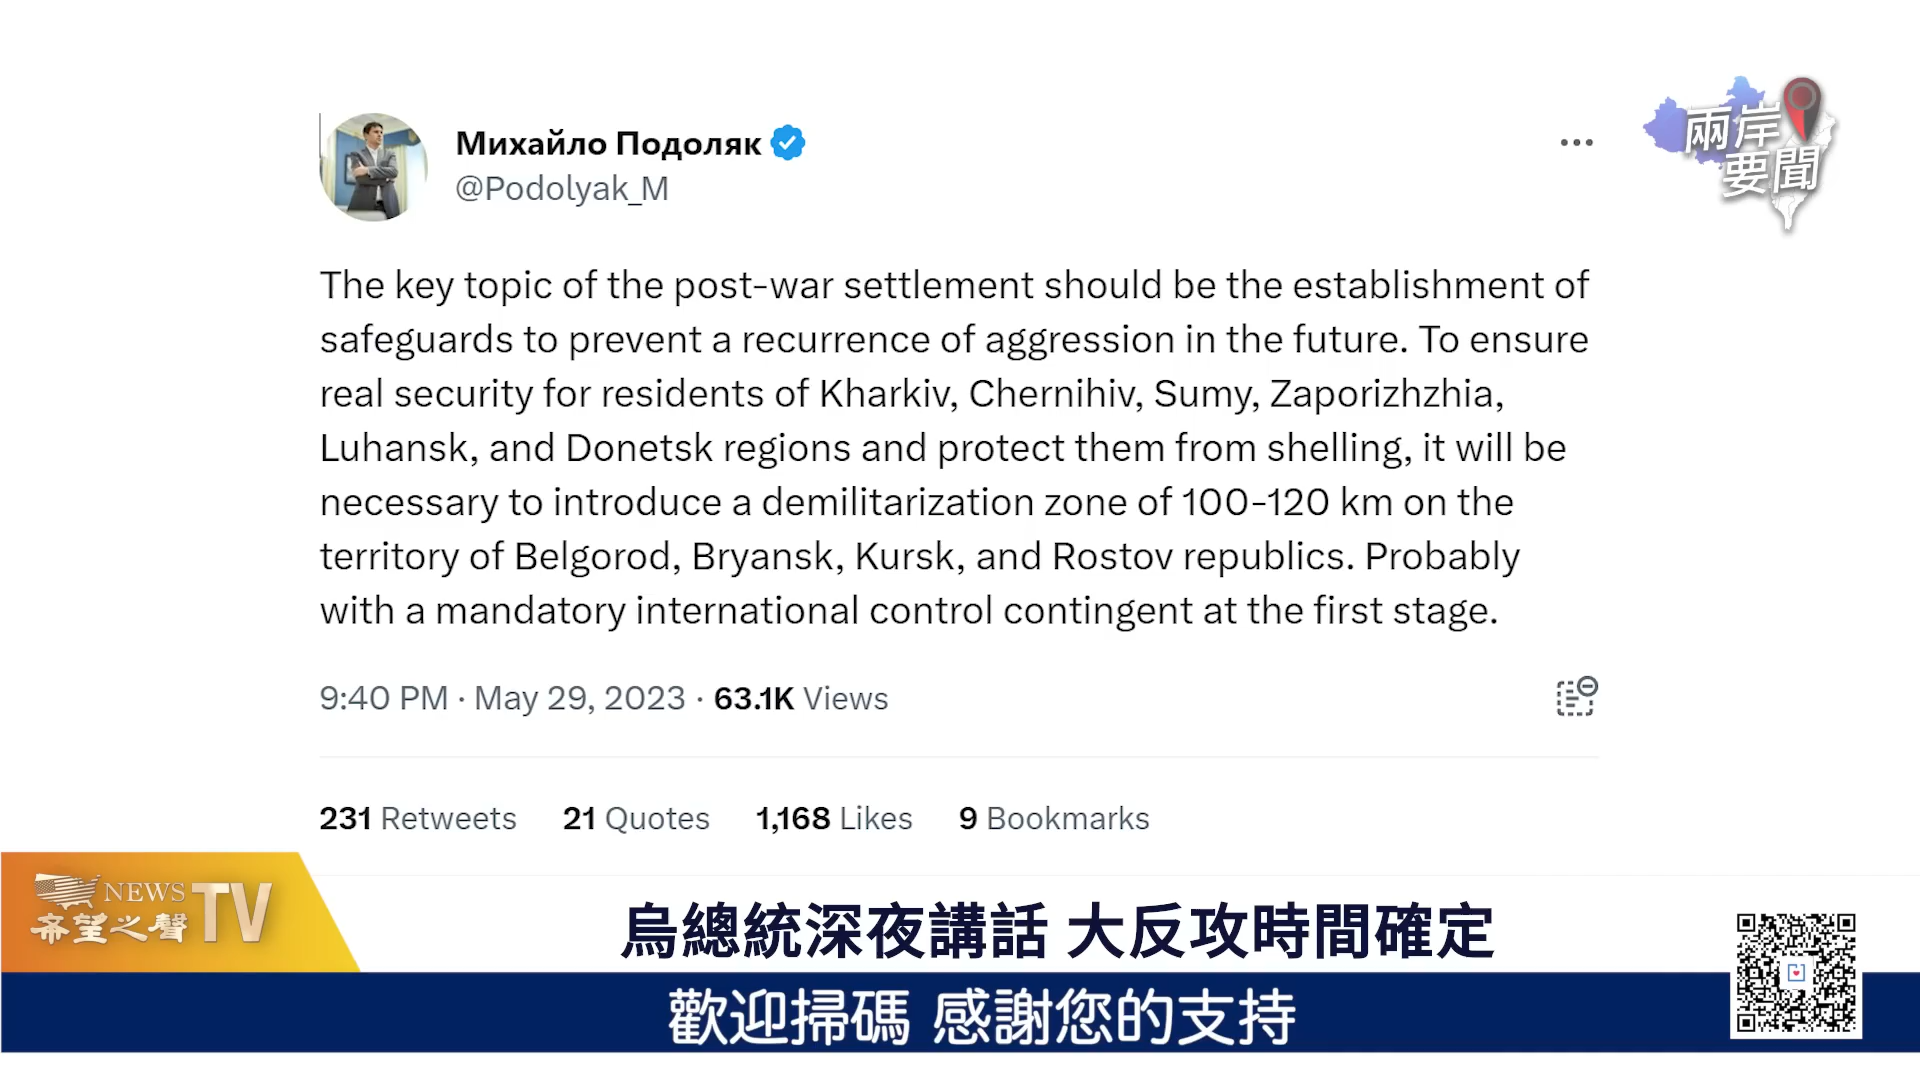 Михайло Подоляк
@Podolyak_M
兩岸
要聞
The key topic of the post-war settlement should be the establishment of
safeguards to prevent a recurrence of aggression in the future. To ensure
real security for residents of Kharkiv, Chernihiv, Sumy, Zaporizhzhia,
Luhansk, and Donetsk regions and protect them from shelling, it will be
necessary to introduce a demilitarization zone of 100-120 km on the
territory of Belgorod, Bryansk, Kursk, and Rostov republics. Probably
with a mandatory international control contingent at the first stage.
9:40 PM · May 29, 2023 · 63.1K Views
231 Retweets 21 Quotes 1,168 Likes 9 Bookmarks
NEWS TV
希望之聲
烏總統深夜講話 大反攻時間確定
歡迎掃碼 感謝您的支持